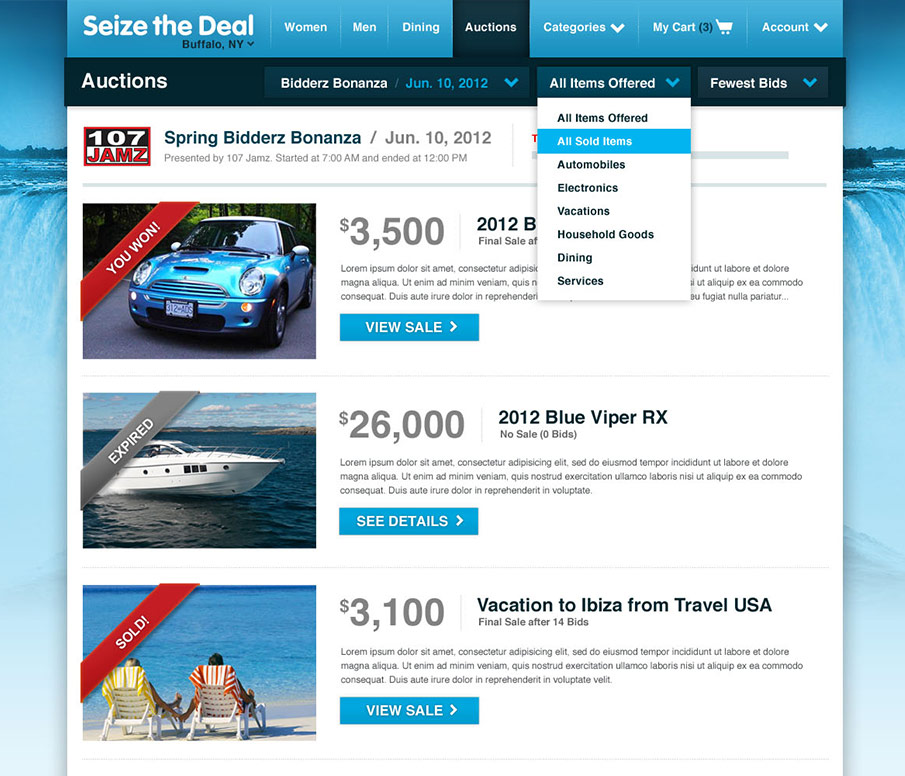 Seize the Deal
Buffalo, NY
Women
Men
Dining
Auctions
Categories
My Cart (3)
Account
Auctions
Bidderz Bonanza / Jun. 10, 2012
All Items Offered
Fewest Bids
All Items Offered
All Sold Items
Automobiles
Electronics
Vacations
Household Goods
Dining
Services
107
JAMZ
Spring Bidderz Bonanza / Jun. 10, 2012
Presented by 107 Jamz. Started at 7:00 AM and ended at 12:00 PM
YOU WON!
$3,500
2012 B
Final Sale af
Lorem ipsum dolor sit amet, consectetur adipisici
idunt ut labore et dolore
magna aliqua. Ut enim ad minim veniam, quis n
si ut aliquip ex ea commodo
consequat. Duis aute irure dolor in reprehenderit
eu fugiat nulla pariatur...
VIEW SALE
EXPIRED
$26,000
2012 Blue Viper RX
No Sale (0 Bids)
Lorem ipsum dolor sit amet, consectetur adipisicing elit, sed do eiusmod tempor incididunt ut labore et dolore
magna aliqua. Ut enim ad minim veniam, quis nostrud exercitation ullamco laboris nisi ut aliquip ex ea commodo
consequat. Duis aute irure dolor in reprehenderit in voluptate.
SEE DETAILS
SOLD!
$3,100
Vacation to Ibiza from Travel USA
Final Sale after 14 Bids
Lorem ipsum dolor sit amet, consectetur adipisicing elit, sed do eiusmod tempor incididunt ut labore et dolore
magna aliqua. Ut enim ad minim veniam, quis nostrud exercitation ullamco laboris nisi ut aliquip ex ea commodo
consequat. Duis aute irure dolor in reprehenderit in voluptate velit.
VIEW SALE